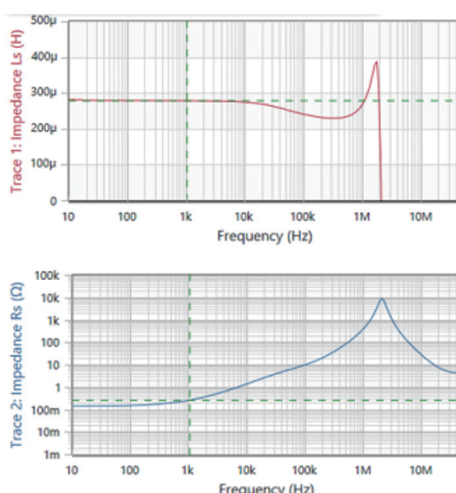 Trace 1: Impedance Ls (H)
500µ
400µ
300µ
200µ
100µ
0
10 100 1k 10k 100k 1M 10M
Frequency (Hz)
Trace 2: Impedance Rs (Ω)
100k
10k
1k
100
10
1
100m
10m
1m
10 100 1k 10k 100k 1M 10M
Frequency (Hz)